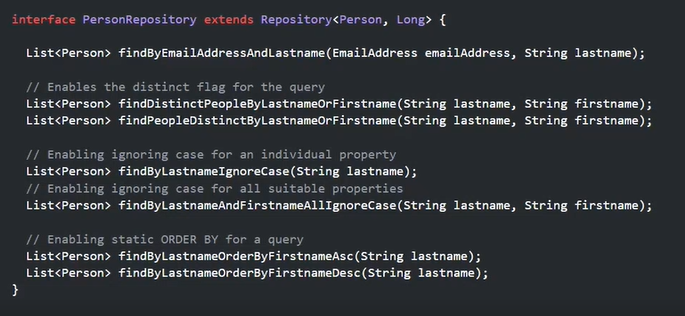 interface PersonRepository extends Repository<Person, Long> {
List<Person> findByEmailAddressAndLastname(EmailAddress emailAddress, String lastname);
// Enables the distinct flag for the query
List<Person> findDistinctPeopleByLastnameOrFirstname(String lastname, String firstname);
List<Person> findPeopleDistinctByLastnameOrFirstname(String lastname, String firstname);
// Enabling ignoring case for an individual property
List<Person> findByLastnameIgnoreCase(String lastname);
// Enabling ignoring case for all suitable properties
List<Person> findByLastnameAndFirstnameAllIgnoreCase(String lastname, String firstname);
// Enabling static ORDER BY for a query
List<Person> findByLastnameOrderByFirstnameAsc(String lastname);
List<Person> findByLastnameOrderByFirstnameDesc(String lastname);
}